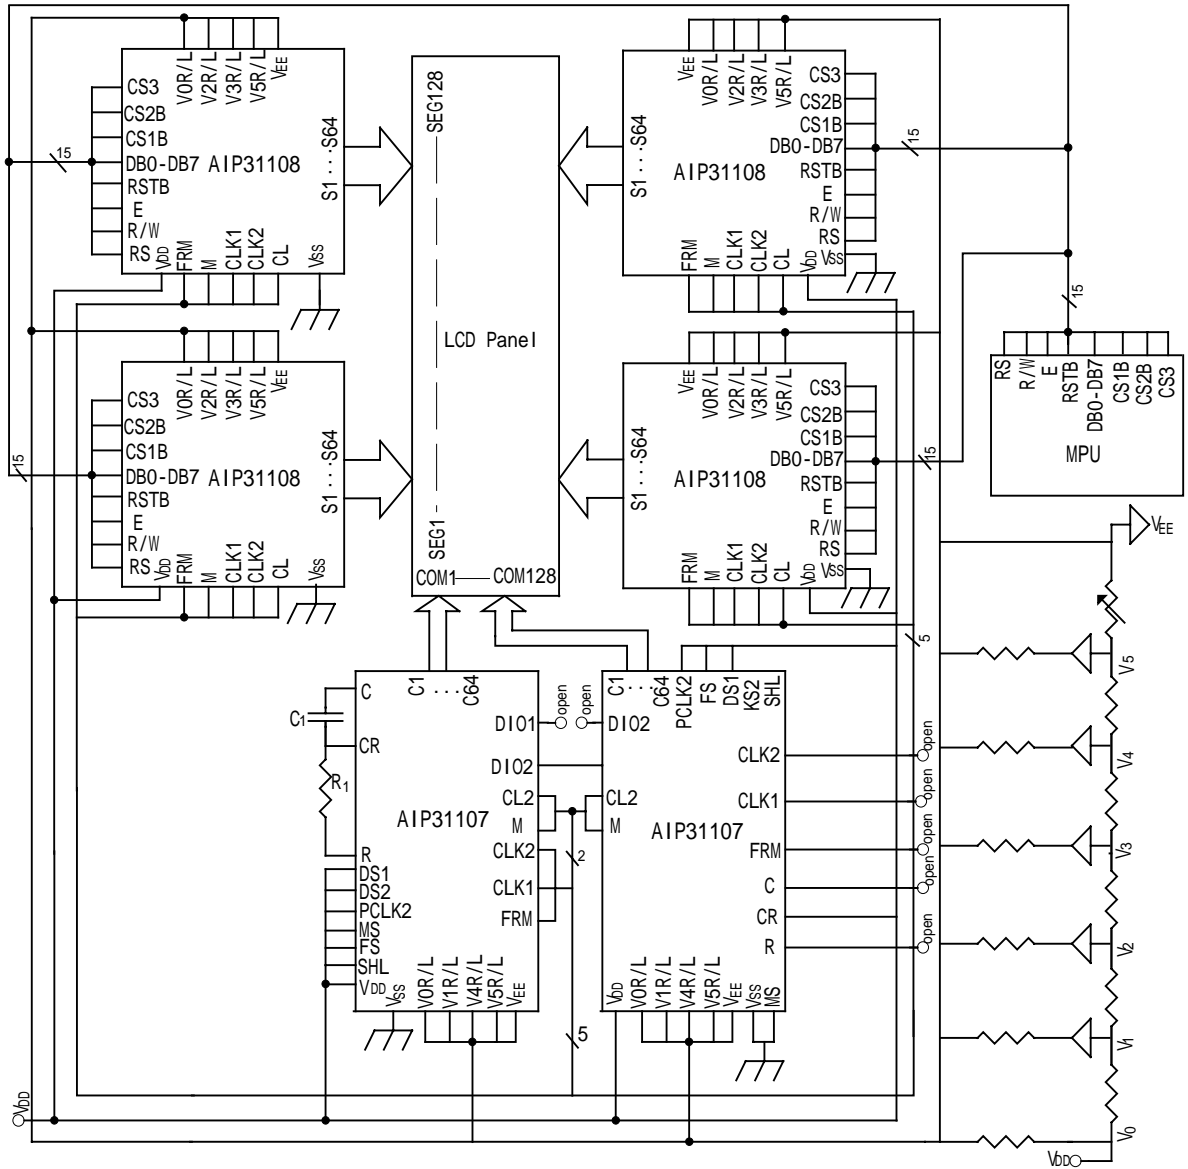 V0R/L
V2R/L
V3R/L
V5R/L
VEE
CS3
CS2B
CS1B
DB0-DB7
RSTB
E
R/W
RS
AIP31108
S1 ... S64
VDD
FRM
M
CLK1
CLK2
CL
VSS
15
SEG1 SEG128
LCD Panel
COM1 COM128
VEE
V0R/L
V2R/L
V3R/L
V5R/L
CS3
CS2B
CS1B
DB0-DB7
RSTB
E
R/W
RS
VSS
AIP31108
S1 ... S64
FRM
M
CLK1
CLK2
CL
VDD
15
15
RS
R/W
E
RSTB
DB0-DB7
CS1B
CS2B
CS3
MPU
V0R/L
V2R/L
V3R/L
V5R/L
VEE
CS3
CS2B
CS1B
DB0-DB7
RSTB
E
R/W
RS
AIP31108
S1 ... S64
VDD
FRM
M
CLK1
CLK2
CL
VSS
15
VEE
V0R/L
V2R/L
V3R/L
V5R/L
CS3
CS2B
CS1B
DB0-DB7
RSTB
E
R/W
RS
VSS
AIP31108
S1 ... S64
FRM
M
CLK1
CLK2
CL
VDD
15
5
C1 ... C64
C
CR
C1
R1
R
DS1
DS2
PCLK2
MS
FS
SHL
VDD
AIP31107
DIO1
DIO2
CL2
M
CLK2
CLK1
FRM
VSS
V0R/L
V1R/L
V4R/L
V5R/L
VEE
open
open
2
5
C1 ... C64
PCLK2
FS
DS1
KS2
SHL
DIO2
CL2
M
AIP31107
CLK2
CLK1
FRM
C
CR
R
open
open
open
open
open
VDD
V0R/L
V1R/L
V4R/L
V5R/L
VEE
VSS
MS
VEE
V5
V4
V3
V2
V1
V0
VDD
VDD